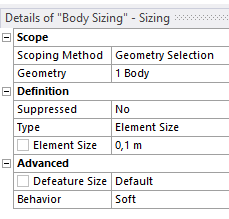 Details of "Body Sizing" - Sizing
Scope
Scoping Method Geometry Selection
Geometry 1 Body
Definition
Suppressed No
Type Element Size
Element Size 0,1 m
Advanced
Defeature Size Default
Behavior Soft